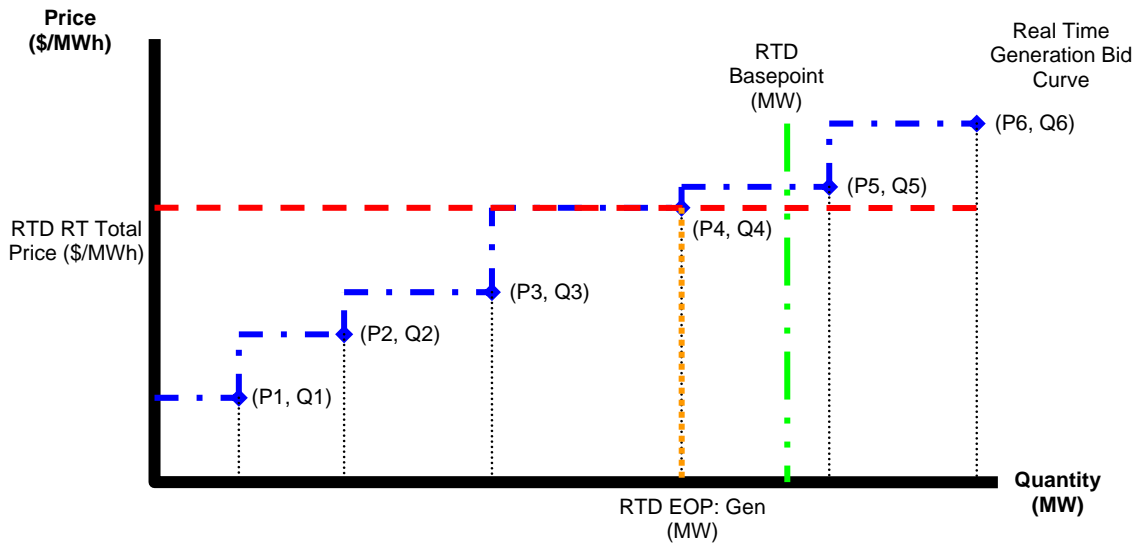 Price
($/MWh)
Real Time
Generation Bid
Curve
RTD
Basepoint
(MW)
(P6, Q6)
(P5, Q5)
RTD RT Total
Price ($/MWh)
(P4, Q4)
(P3, Q3)
(P2, Q2)
(P1, Q1)
Quantity
(MW)
RTD EOP: Gen
(MW)